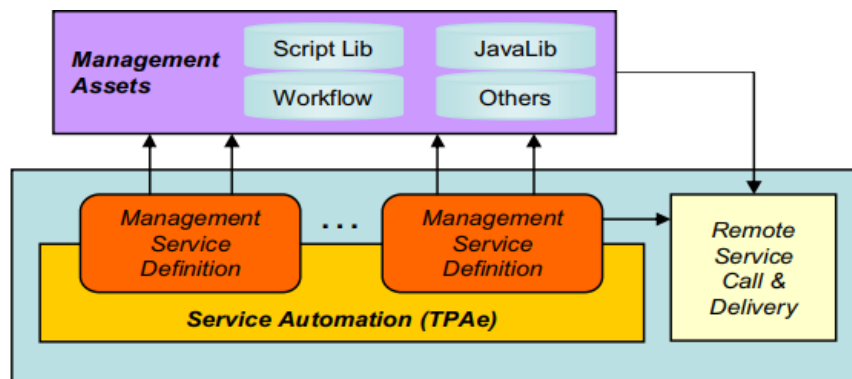 Management
Assets
Script Lib
JavaLib
Workflow
Others
Management
Service
Definition
...
Management
Service
Definition
Remote
Service
Call &
Delivery
Service Automation (TPAe)